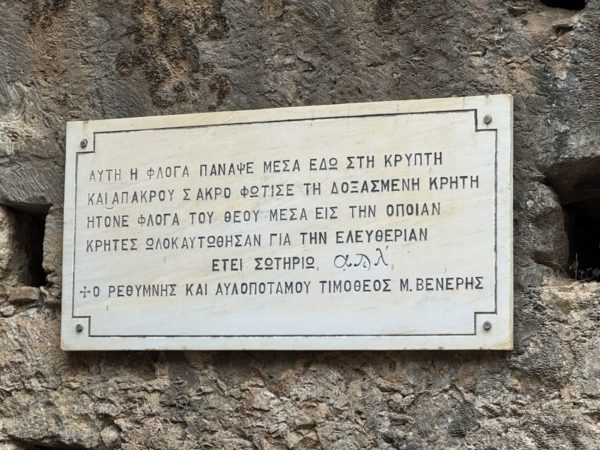 ΑΥΤΗ Η ΦΛΟΓΑ ΠΑΝΑΨΕ ΜΕΣΑ ΕΔΩ ΣΤΗ ΚΡΥΠΤΗ
ΚΑΙ ΑΠΑΚΡΟΥ Σ ΑΚΡΟ ΦΩΤΙΣΕ ΤΗ ΔΟΞΑΣΜΕΝΗ ΚΡΗΤΗ
ΗΤΟΝΕ ΦΛΟΓΑ ΤΟΥ ΘΕΟΥ ΜΕΣΑ ΕΙΣ ΤΗΝ ΟΠΟΙΑΝ
ΚΡΗΤΕΣ ΩΛΟΚΑΥΤΩΘΗΣΑΝ ΓΙΑ ΤΗΝ ΕΛΕΥΘΕΡΙΑΝ
ΕΤΕΙ ΣΩΤΗΡΙΩ,
+Ο ΡΕΘΥΜΝΗΣ ΚΑΙ ΑΥΛΟΠΟΤΑΜΟΥ ΤΙΜΟΘΕΟΣ Μ. ΒΕΝΕΡΗΣ